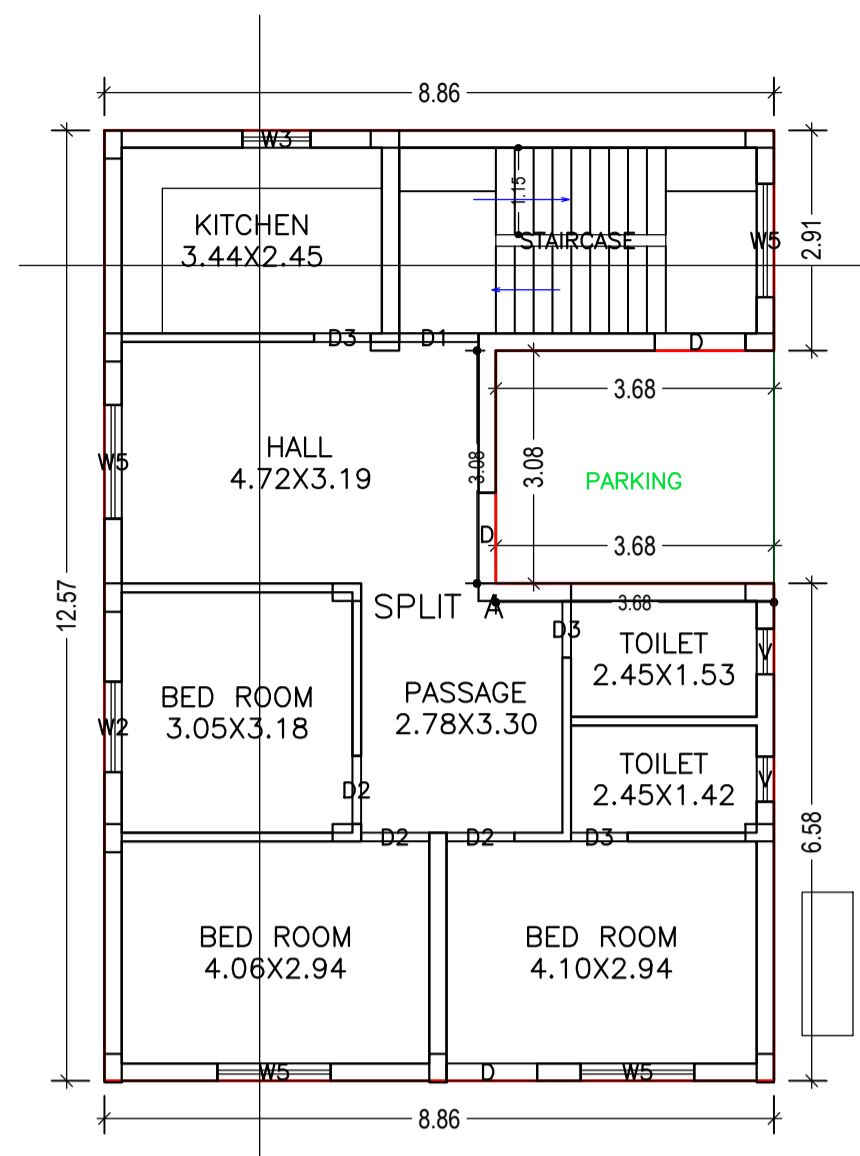 8.86
W3
1.15
KITCHEN
3.44X2.45
STAIRCASE
W5
2.91
D3
D1
D
3.68
HALL
4.72X3.19
W5
3.08
3.08
PARKING
D
3.68
12.57
SPLIT A
3.68
D3
TOILET
2.45X1.53
V
BED ROOM
3.05X3.18
PASSAGE
2.78X3.30
W2
TOILET
2.45X1.42
V
D2
D2
D2
D3
6.58
BED ROOM
4.06X2.94
BED ROOM
4.10X2.94
W5
D
W5
8.86